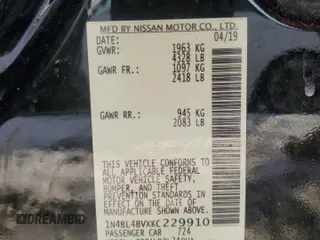 MFD BY NISSAN MOTOR CO., LTD.
DATE: 04/19
GVWR: 1963 KG
4328 LB
GAWR FR.: 1097 KG
2418 LB
GAWR RR.: 945 KG
2083 LB
THIS VEHICLE CONFORMS TO
ALL APPLICABLE FEDERAL
MOTOR VEHICLE SAFETY,
BUMPER, AND THEFT
PREVENTION STANDARDS IN
EFFECT ON THE DATE OF
MANUFACTURE SHOWN ABOVE.
1N4BL4BVXKC229910
PASSENGER CAR 724